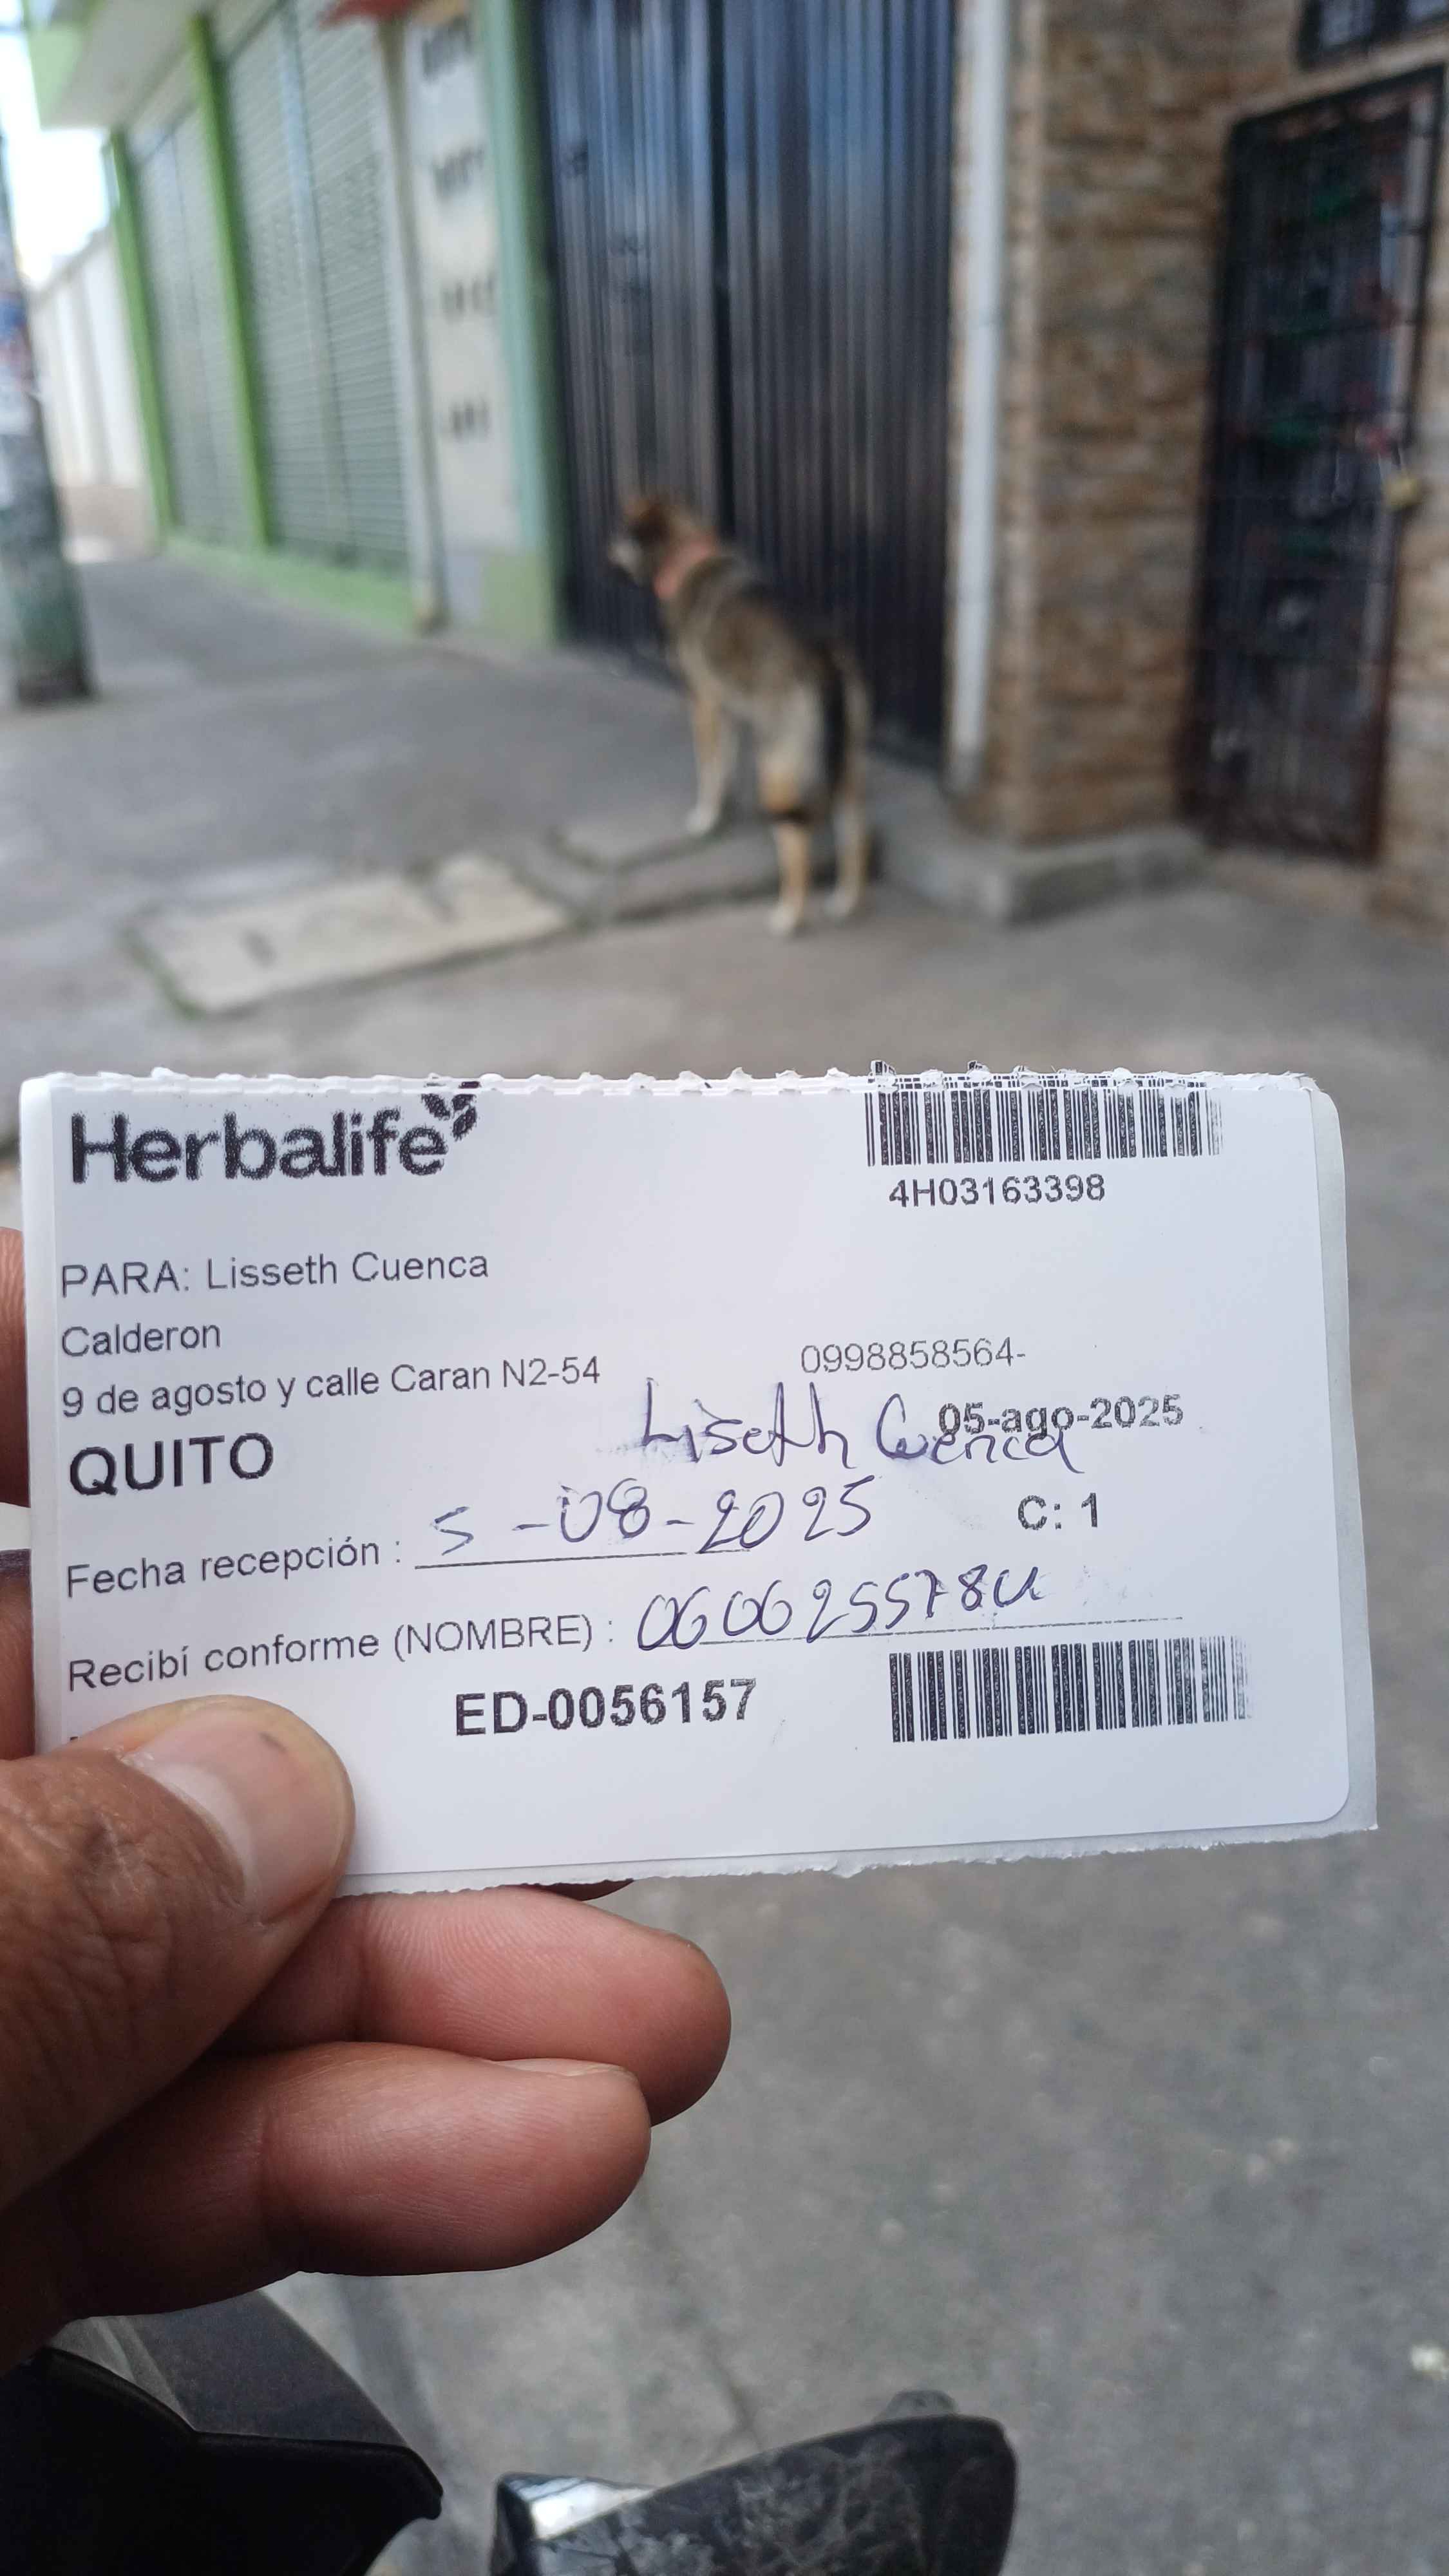 Herbalife
4H03163398
PARA: Lisseth Cuenca
Calderon
0998858564-
9 de agosto y calle Caran N2-54
05-ago-2025
Liseth Cuenca
QUITO
C: 1
Fecha recepción : 5-08-2025
Recibí conforme (NOMBRE) : 0606255784
ED-0056157